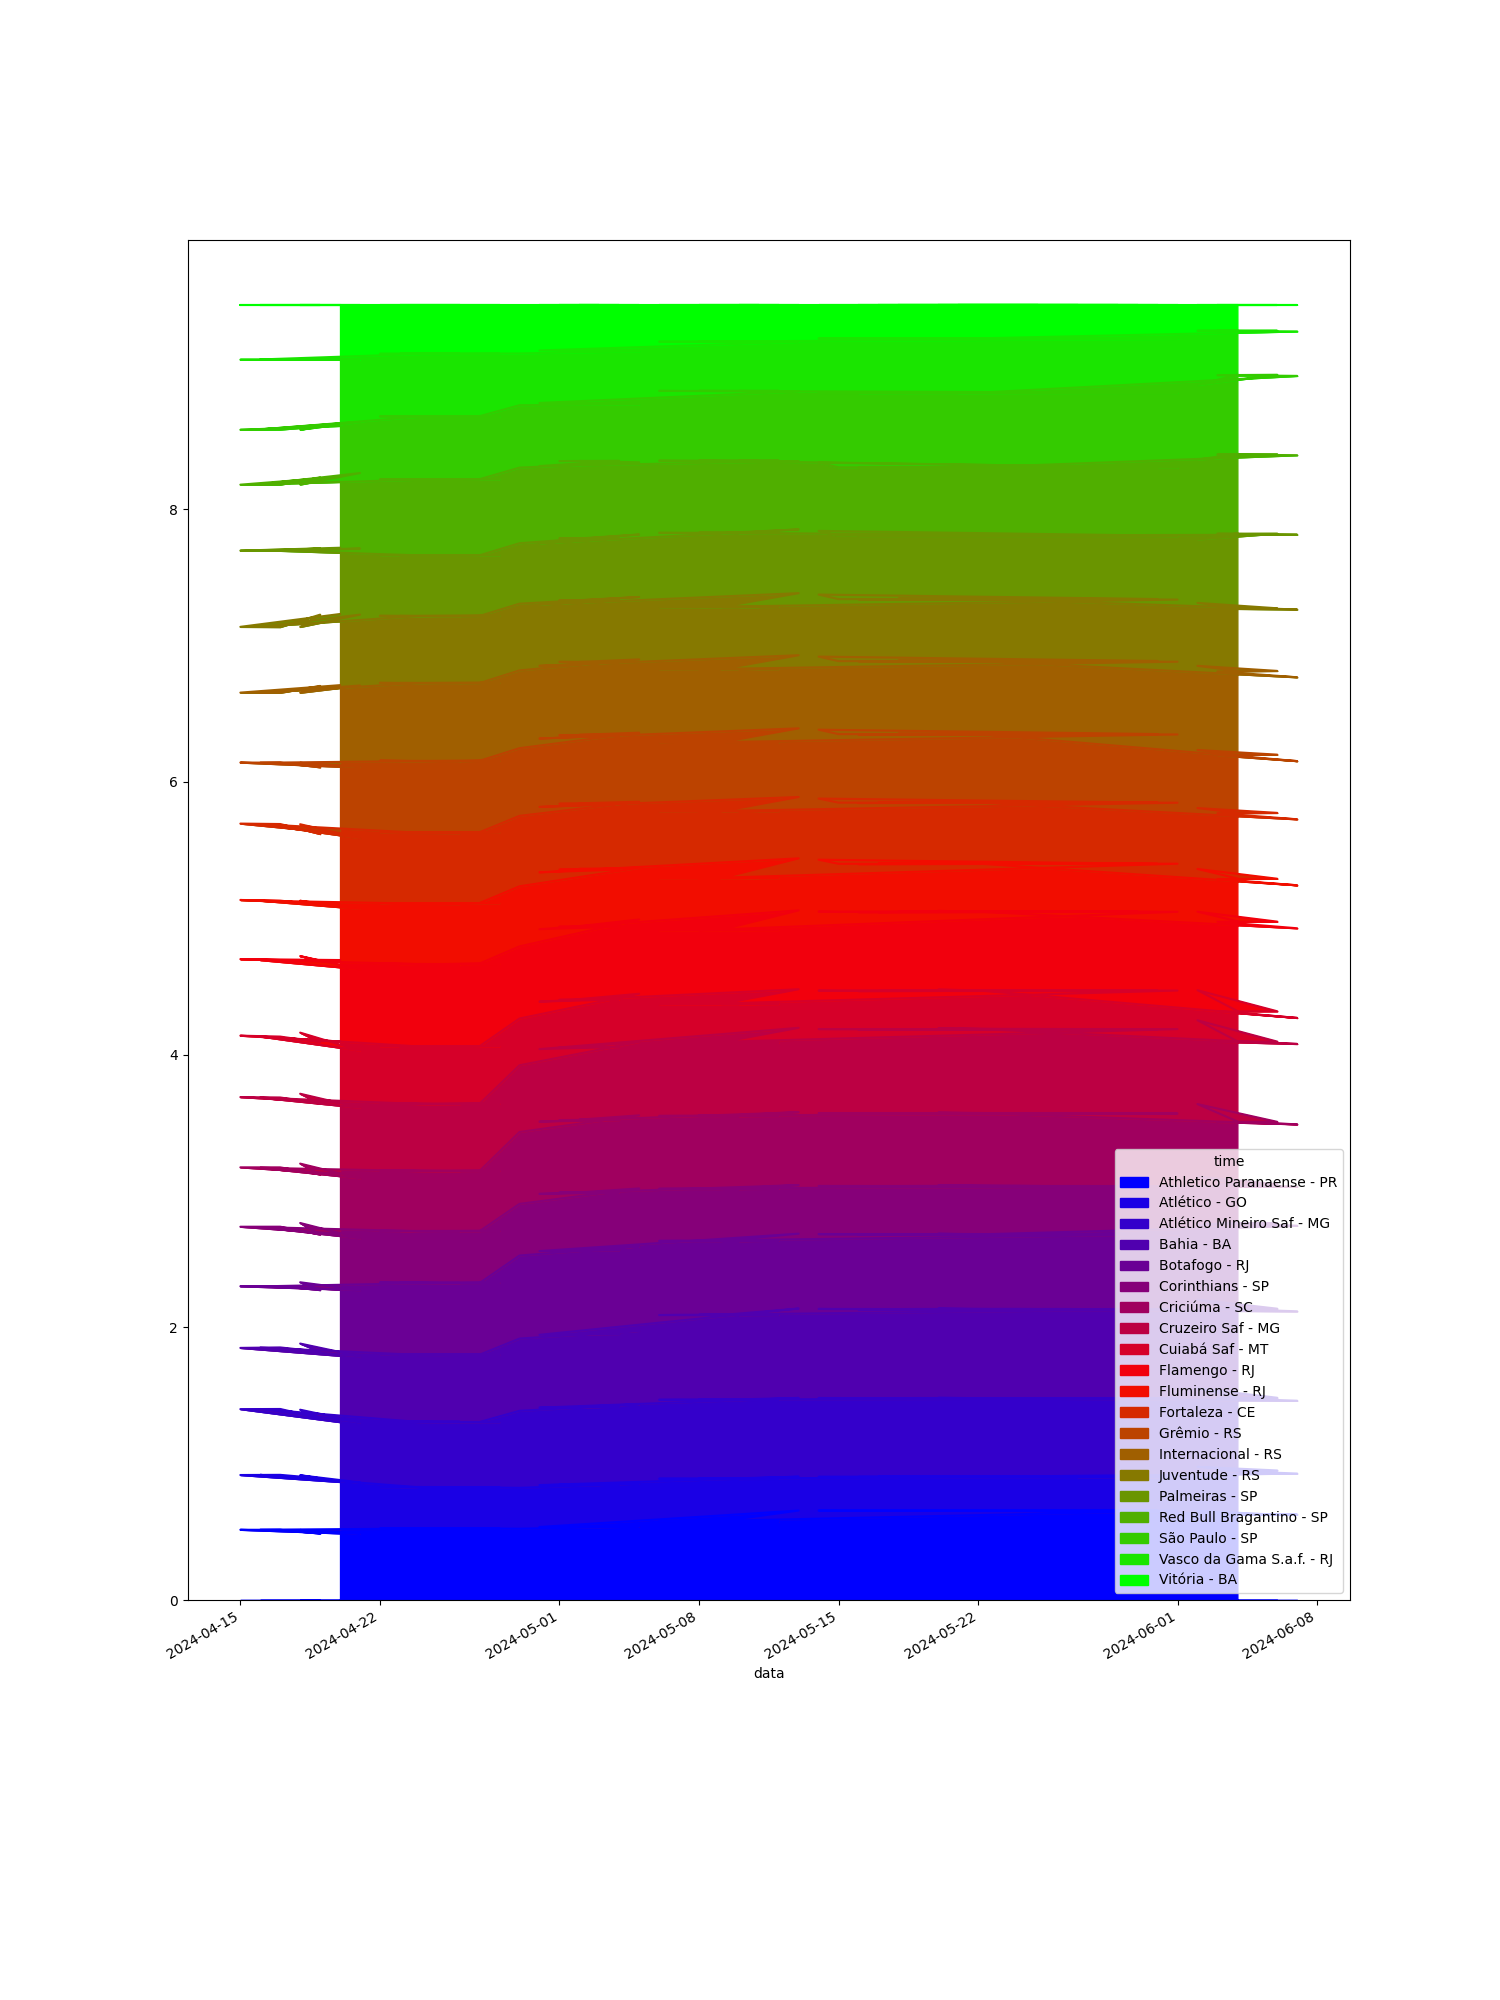 8
6
4
2
0
2024-04-15
2024-04-22
2024-05-01
2024-05-08
2024-05-15
2024-05-22
2024-06-01
2024-06-08
data
time
Athletico Paranaense - PR
Atlético - GO
Atlético Mineiro Saf - MG
Bahia - BA
Botafogo - RJ
Corinthians - SP
Criciúma - SC
Cruzeiro Saf - MG
Cuiabá Saf - MT
Flamengo - RJ
Fluminense - RJ
Fortaleza - CE
Grêmio - RS
Internacional - RS
Juventude - RS
Palmeiras - SP
Red Bull Bragantino - SP
São Paulo - SP
Vasco da Gama S.a.f. - RJ
Vitória - BA